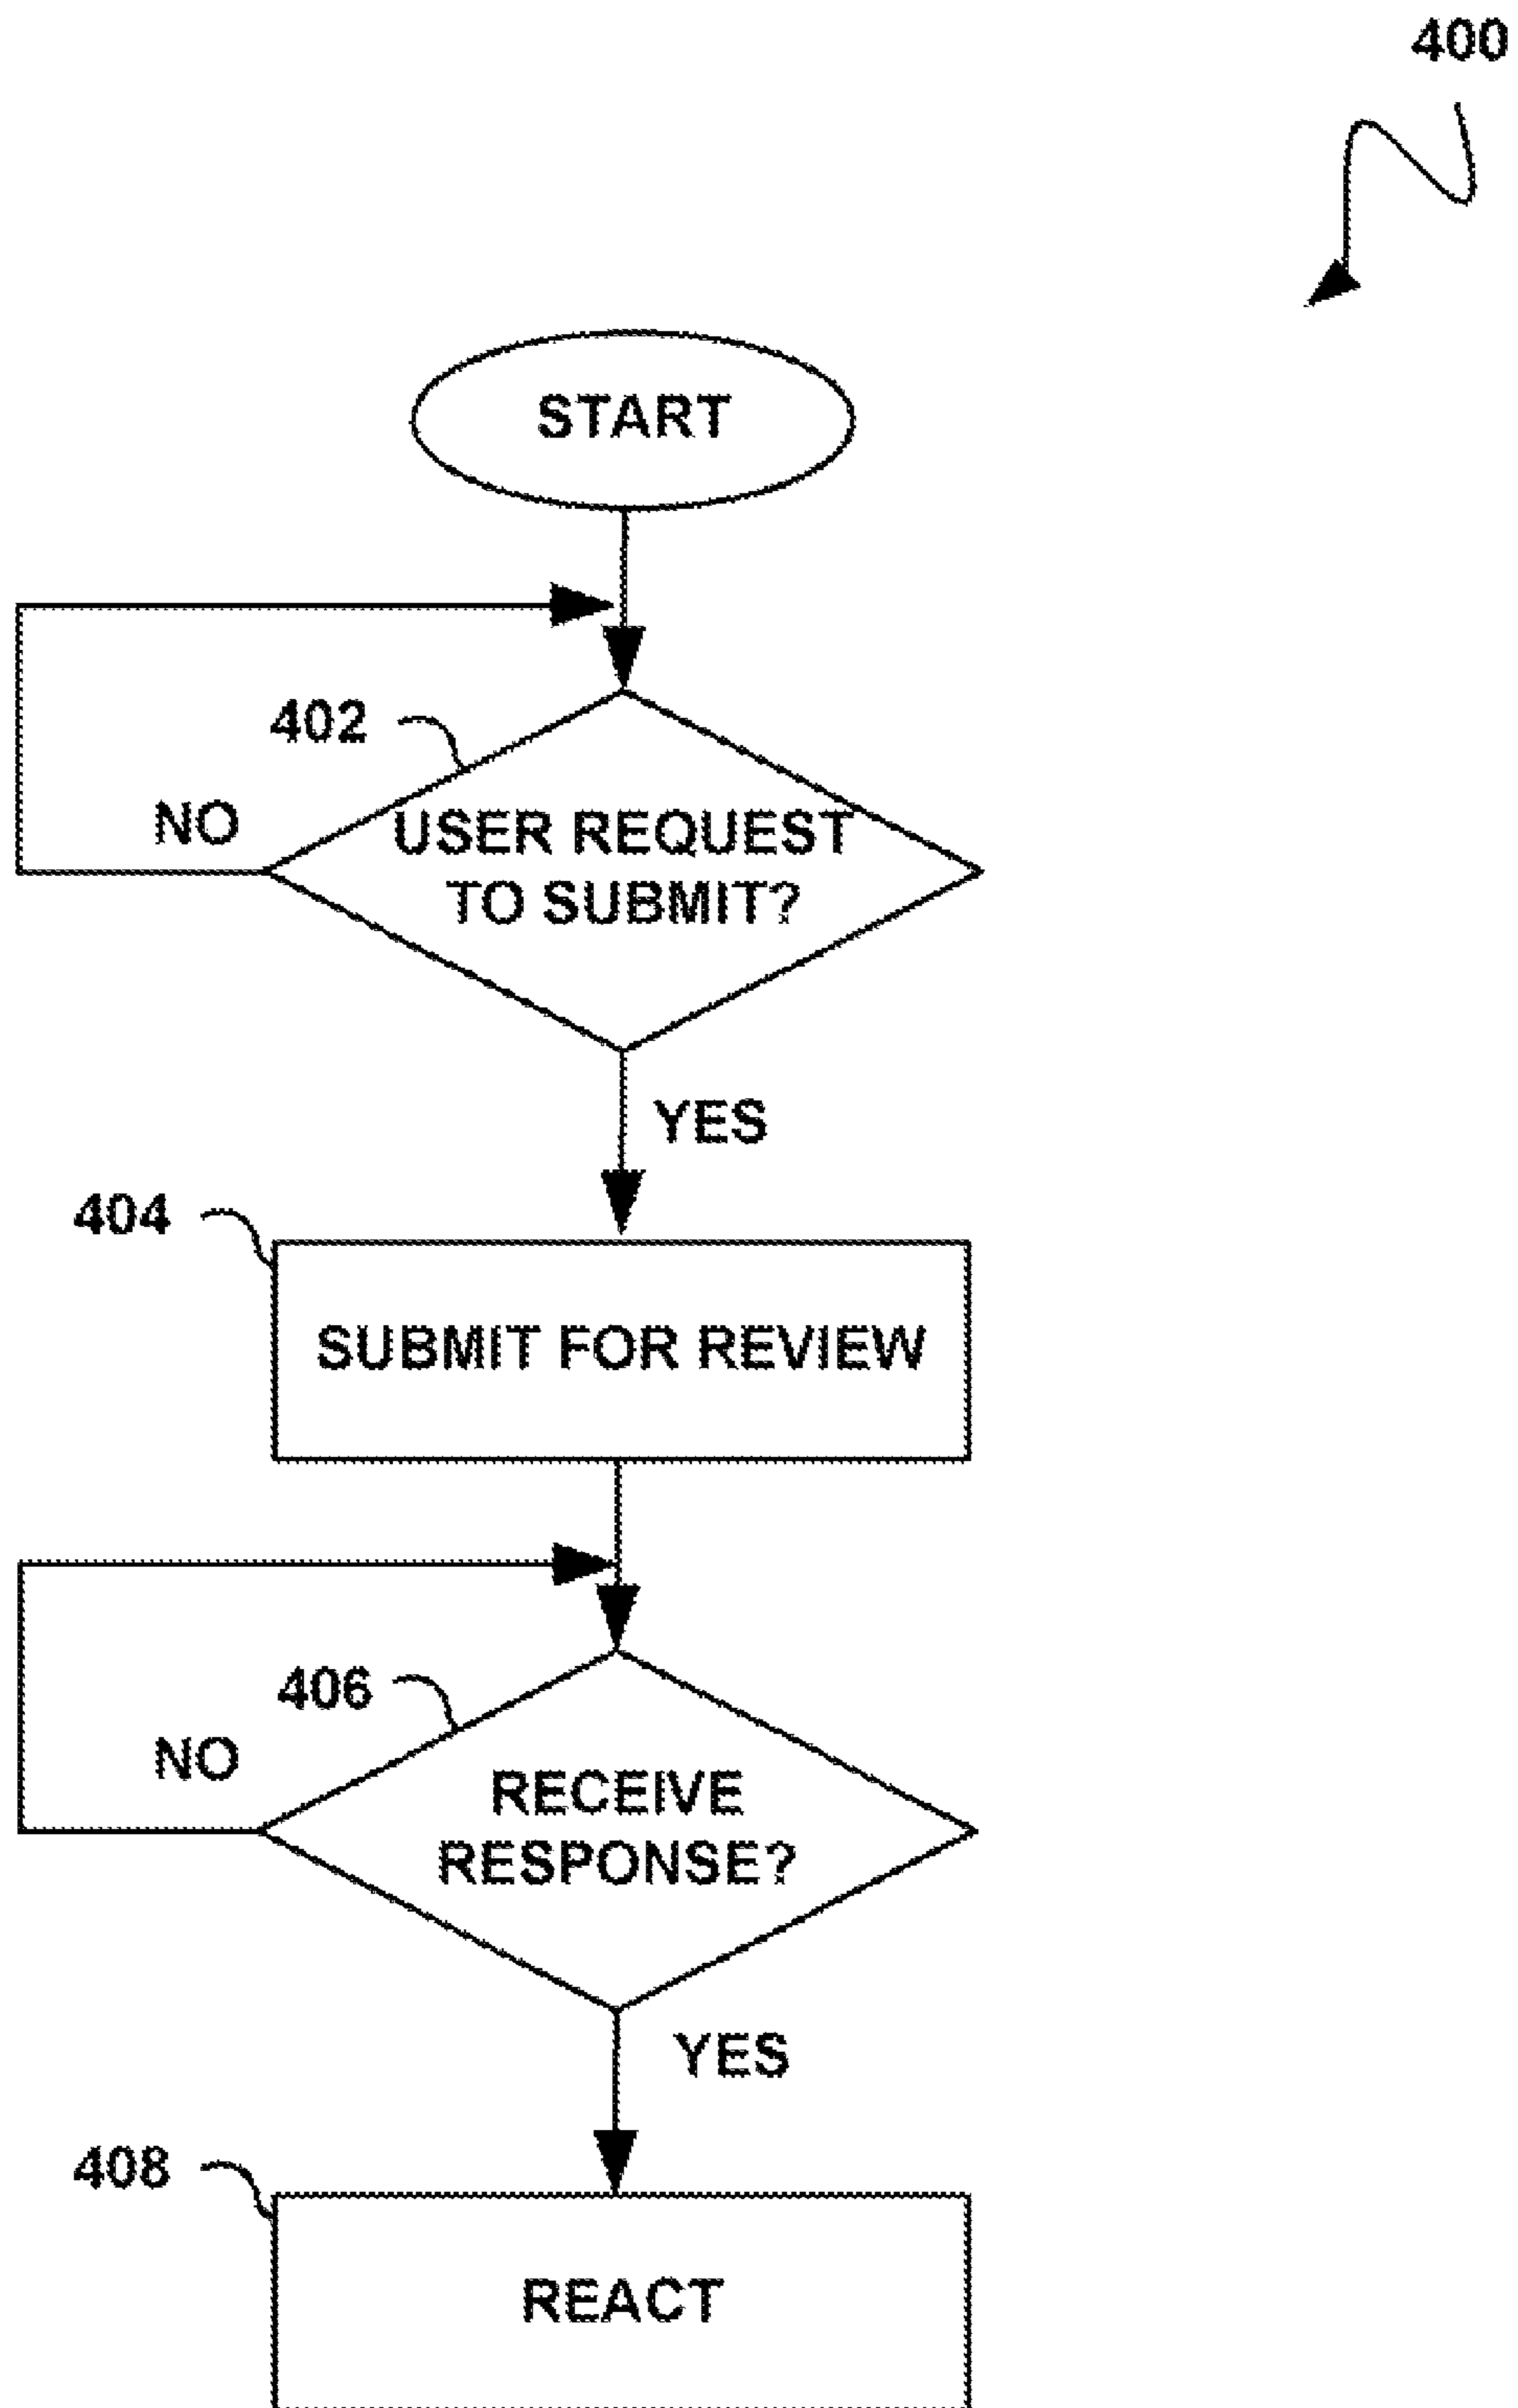 400
START
402
NO
USER REQUEST
TO SUBMIT?
YES
404
SUBMIT FOR REVIEW
406
NO
RECEIVE
RESPONSE?
YES
408
REACT